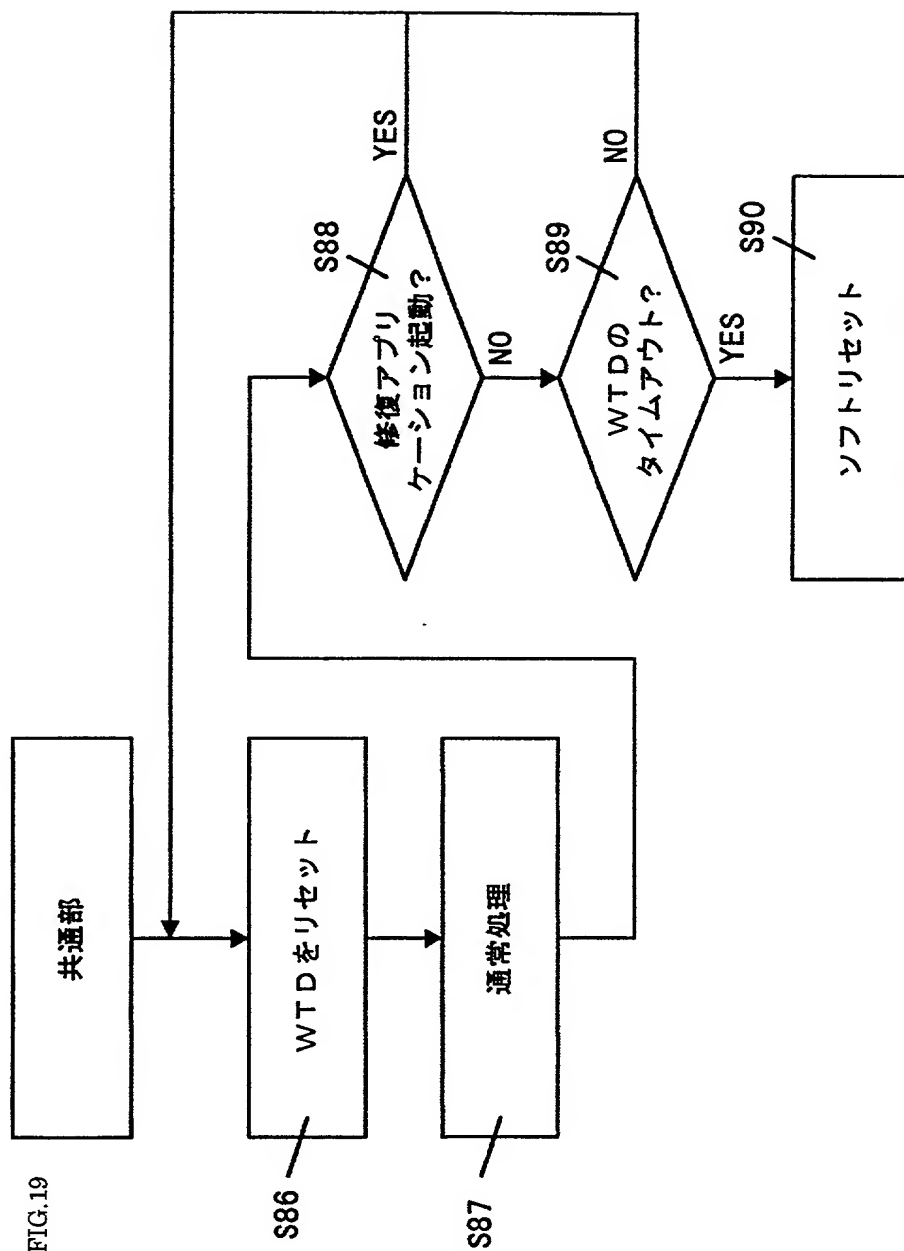 FIG.19
共通部
WTDをリセット
S86
通常処理
S87
修復アプリ
ケーション起動?
S88
YES
NO
WTDの
タイムアウト?
S89
NO
YES
ソフトリセット
S90